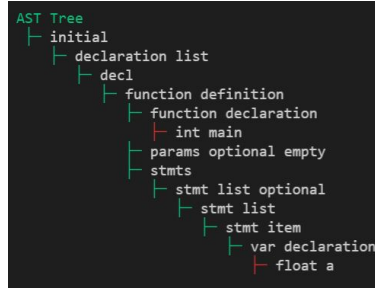 AST Tree
initial
declaration list
decl
function definition
function declaration
int main
params optional empty
stmts
stmt list optional
stmt list
stmt item
var declaration
float a